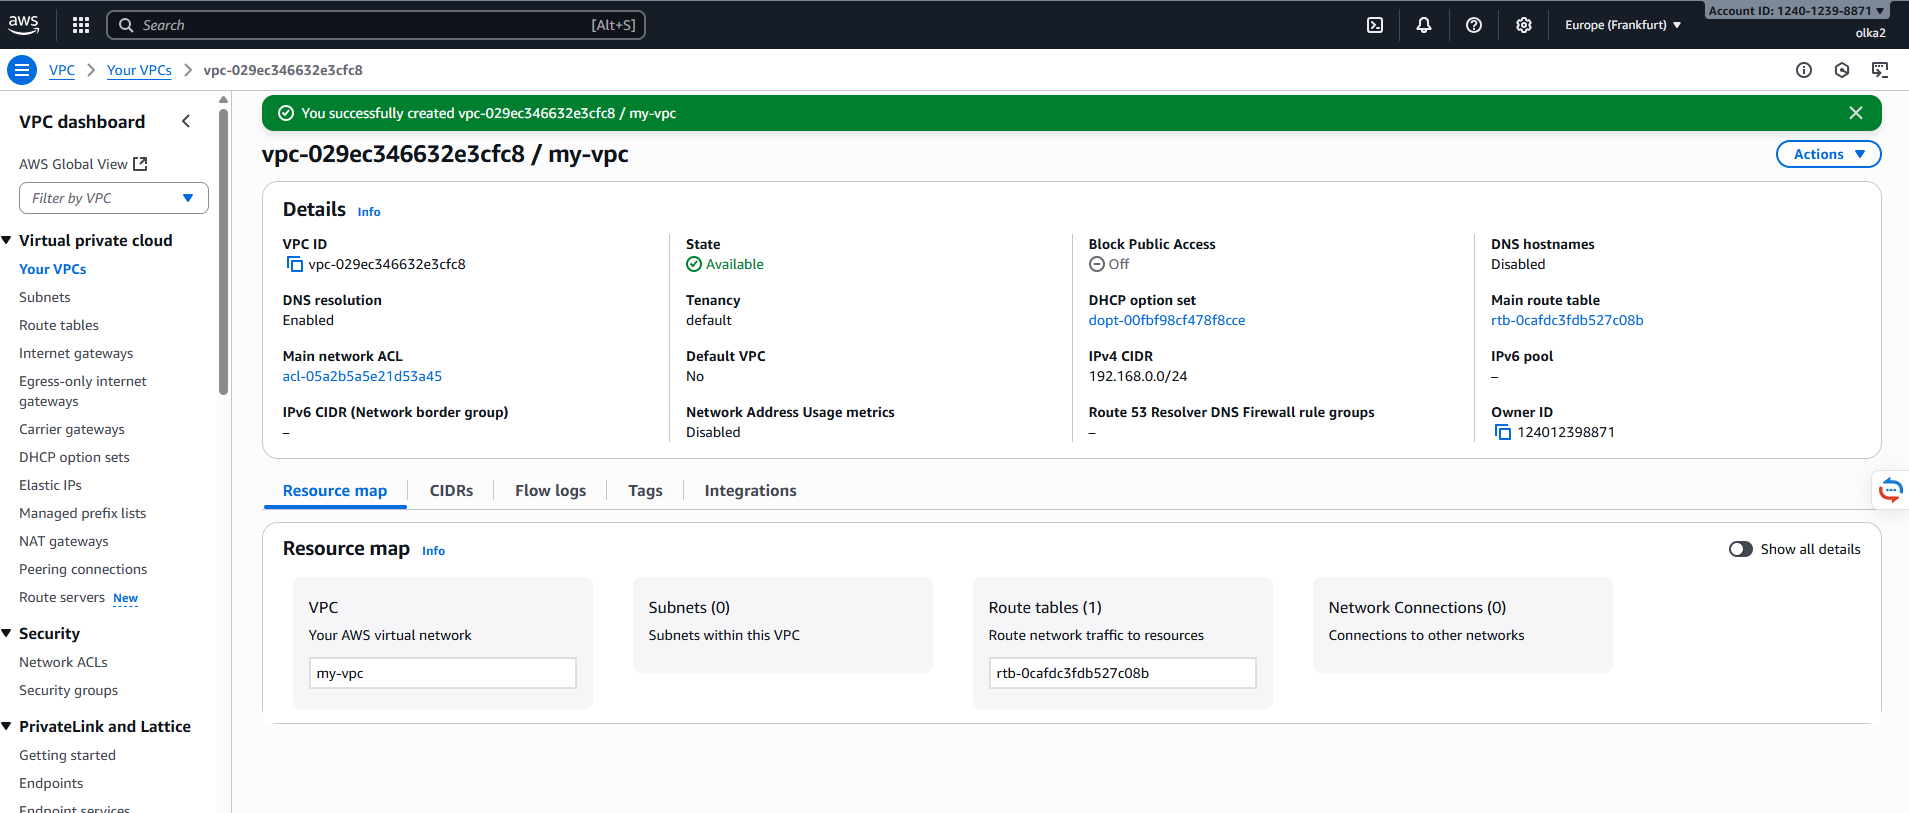 aws
Search
[Alt+S]
Europe (Frankfurt)
Account ID: 1240-1239-8871
olka2
VPC
Your VPCs
vpc-029ec346632e3cfc8
VPC dashboard
AWS Global View
Filter by VPC
Virtual private cloud
Your VPCs
Subnets
Route tables
Internet gateways
Egress-only internet
gateways
Carrier gateways
DHCP option sets
Elastic IPs
Managed prefix lists
NAT gateways
Peering connections
Route servers New
Security
Network ACLs
Security groups
PrivateLink and Lattice
Getting started
Endpoints
Endpoint services
You successfully created vpc-029ec346632e3cfc8 / my-vpc
vpc-029ec346632e3cfc8 / my-vpc
Actions
Details Info
VPC ID
vpc-029ec346632e3cfc8
State
Available
Block Public Access
Off
DNS hostnames
Disabled
DNS resolution
Enabled
Tenancy
default
DHCP option set
dopt-00fbf98cf478f8cce
Main route table
rtb-0cafdc3fdb527c08b
Main network ACL
acl-05a2b5a5e21d53a45
Default VPC
No
IPv4 CIDR
192.168.0.0/24
IPv6 pool
–
IPv6 CIDR (Network border group)
–
Network Address Usage metrics
Disabled
Route 53 Resolver DNS Firewall rule groups
–
Owner ID
124012398871
Resource map
CIDRs
Flow logs
Tags
Integrations
Resource map Info
Show all details
VPC
Your AWS virtual network
my-vpc
Subnets (0)
Subnets within this VPC
Route tables (1)
Route network traffic to resources
rtb-0cafdc3fdb527c08b
Network Connections (0)
Connections to other networks